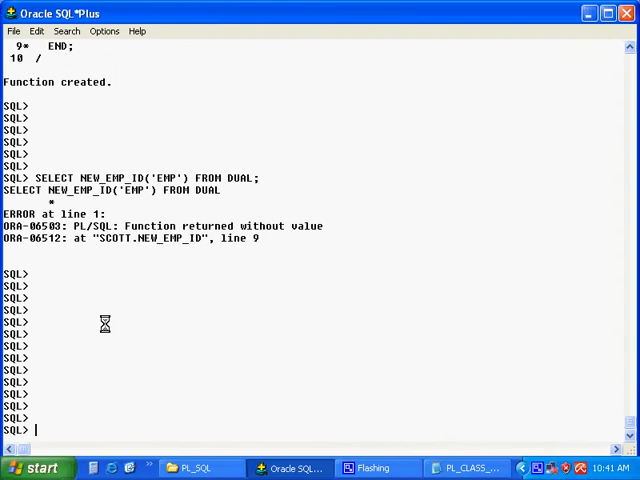 Oracle SQL*Plus
File Edit Search Options Help
9* END;
10 /
Function created.
SQL>
SQL>
SQL>
SQL>
SQL>
SQL>
SQL> SELECT NEW_EMP_ID('EMP') FROM DUAL;
SELECT NEW_EMP_ID('EMP') FROM DUAL
*
ERROR at line 1:
ORA-06503: PL/SQL: Function returned without value
ORA-06512: at "SCOTT.NEW_EMP_ID", line 9
SQL>
SQL>
SQL>
SQL>
SQL>
SQL>
SQL>
SQL>
SQL>
SQL>
SQL>
SQL>
SQL>
SQL>
start PL_SQL Oracle SQL... Flashing PL_CLASS_... 10:41 AM